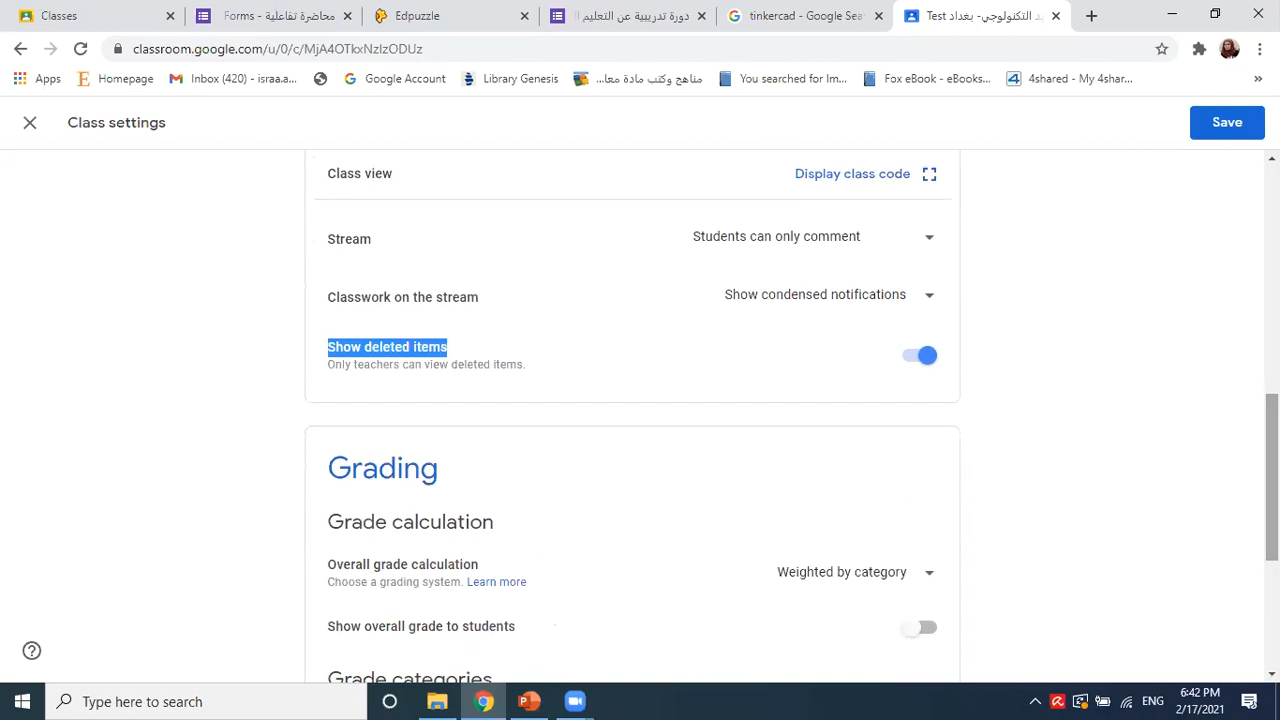 Classes
محاضرة تفاعلية - Forms
Edpuzzle
دورة تدريبية عن التعليم ال
tinkercad - Google Sea
د التكنولوجي- بغداد Test
classroom.google.com/u/0/c/MjA4OTkxNzIzODUz
Apps
Homepage
Inbox (420) - israa.a...
Google Account
Library Genesis
مناهج وكتب مادة معا...
You searched for Im...
Fox eBook - eBooks...
4shared - My 4shar...
»
Class settings
Save
Class view
Display class code
Stream
Students can only comment
Classwork on the stream
Show condensed notifications
Show deleted items
Only teachers can view deleted items.
Grading
Grade calculation
Overall grade calculation
Choose a grading system. Learn more
Weighted by category
Show overall grade to students
Grade categories
Type here to search
ENG
6:42 PM
2/17/2021